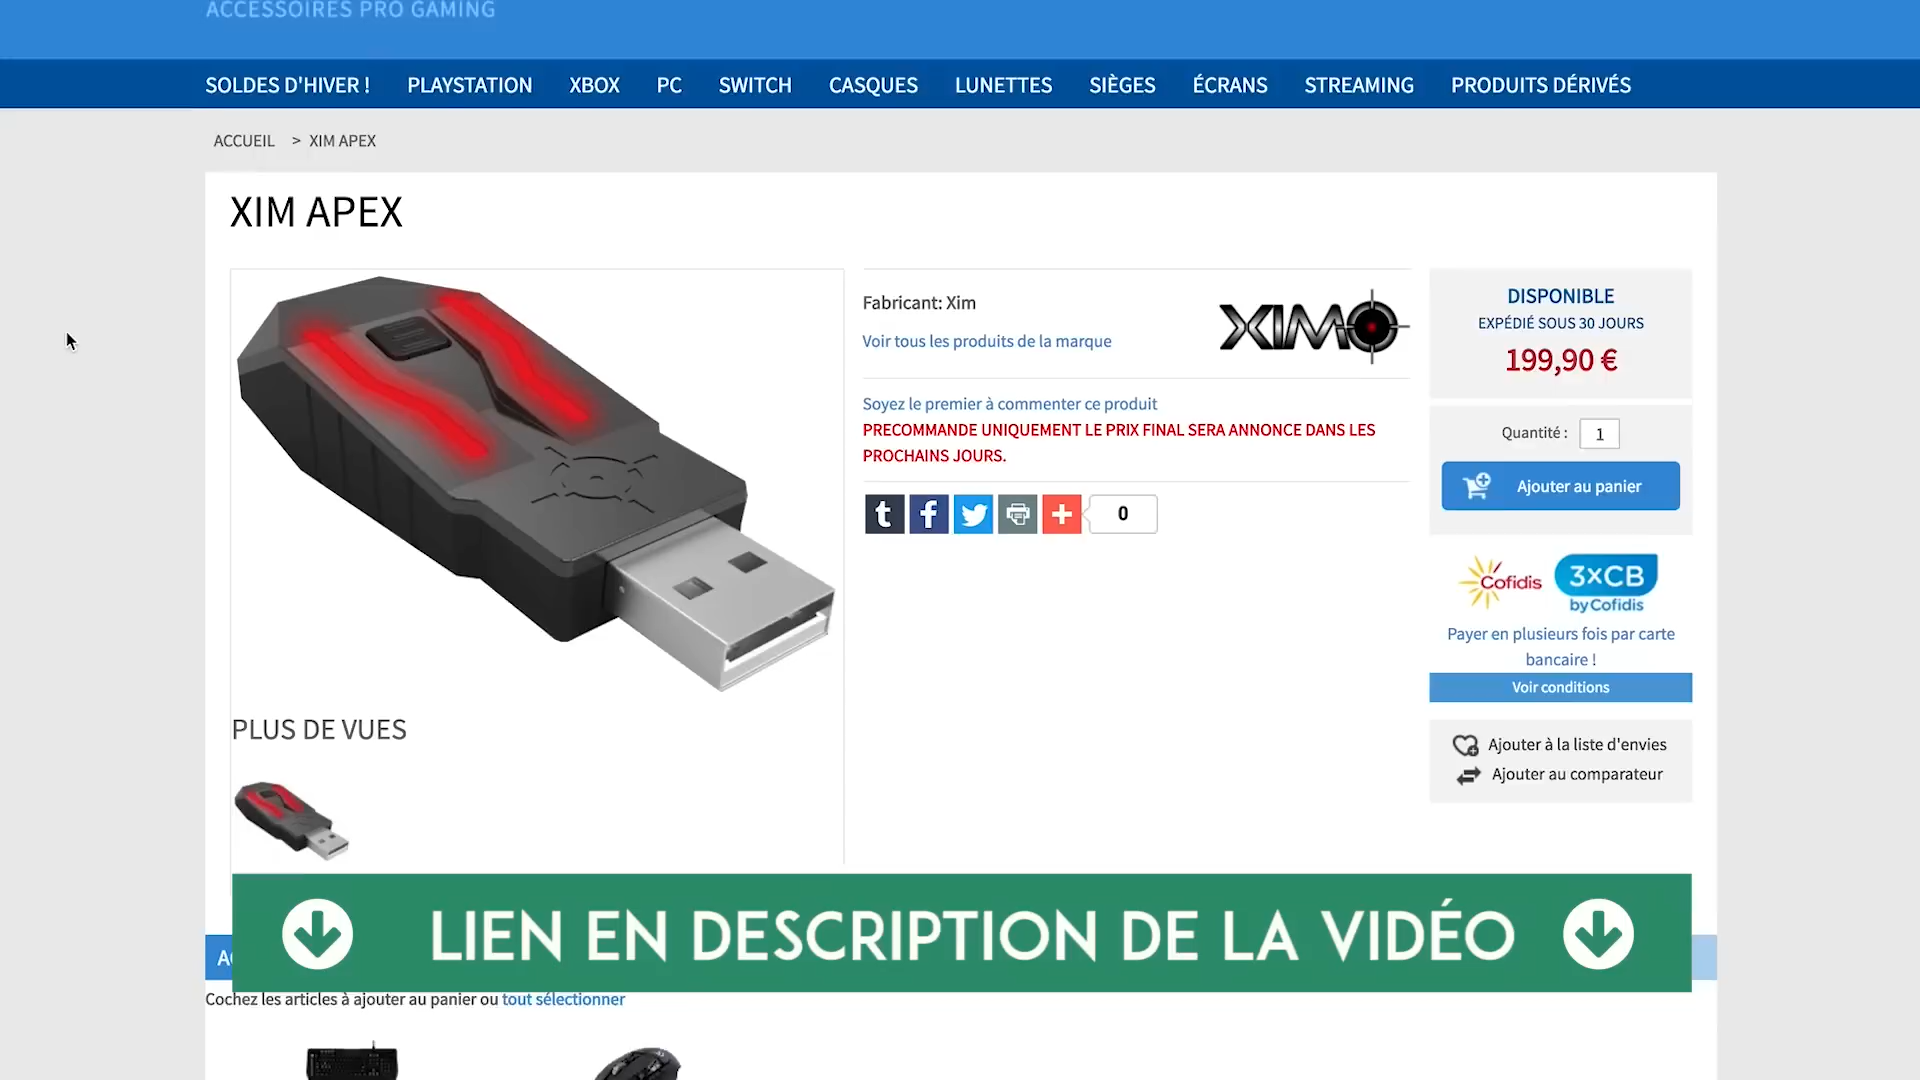 ACCESSOIRES PRO GAMING
SOLDES D'HIVER ! PLAYSTATION XBOX PC SWITCH CASQUES LUNETTES SIÈGES ÉCRANS STREAMING PRODUITS DÉRIVÉS
ACCUEIL > XIM APEX
XIM APEX
Fabricant: Xim
Voir tous les produits de la marque
XIM
Soyez le premier à commenter ce produit
PRECOMMANDE UNIQUEMENT LE PRIX FINAL SERA ANNONCE DANS LES
PROCHAINS JOURS.
0
DISPONIBLE
EXPÉDIÉ SOUS 30 JOURS
199,90 €
Quantité : 1
Ajouter au panier
Cofidis 3xCB
by Cofidis
Payer en plusieurs fois par carte
bancaire !
Voir conditions
Ajouter à la liste d'envies
Ajouter au comparateur
PLUS DE VUES
LIEN EN DESCRIPTION DE LA VIDÉO
Cochez les articles à ajouter au panier ou tout sélectionner